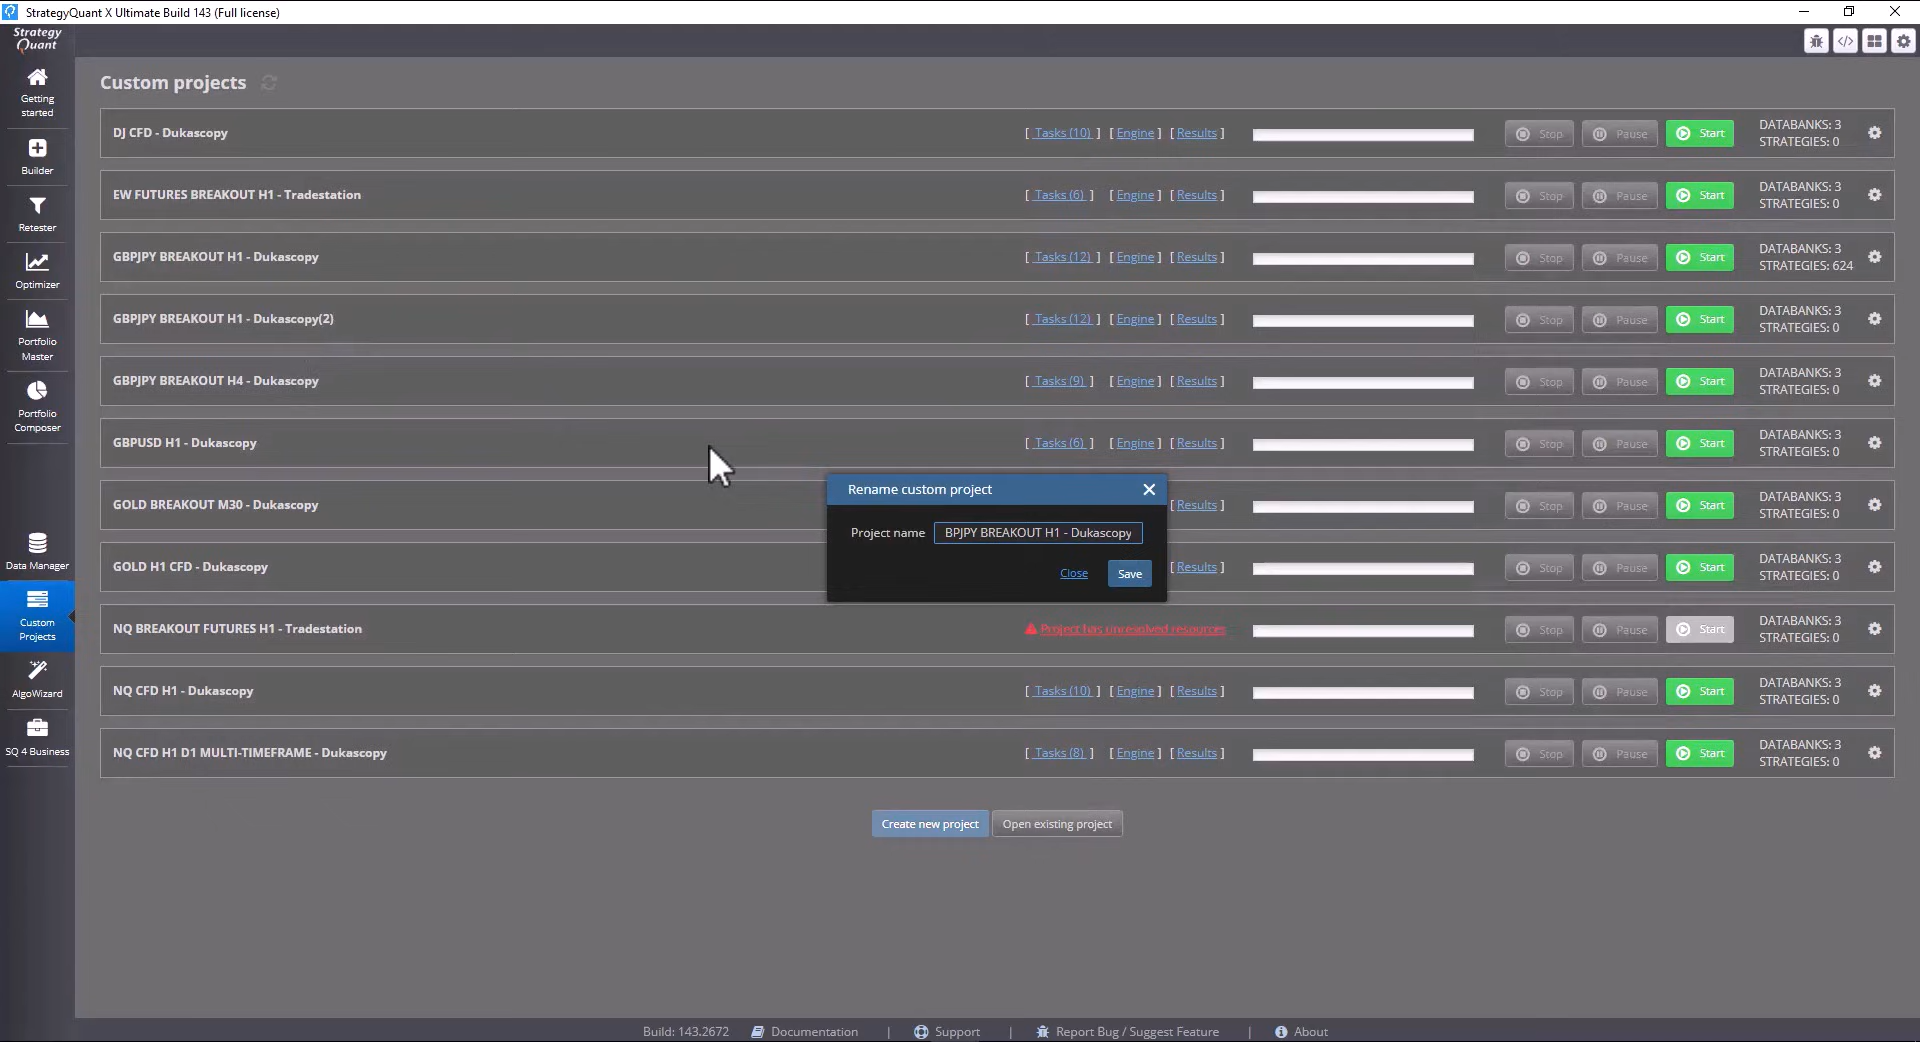 StrategyQuant X Ultimate Build 143 (Full license)
Strategy
Quant
Getting
started
Builder
Retester
Optimizer
Portfolio
Master
Portfolio
Composer
Data Manager
Custom
Projects
AlgoWizard
SQ 4 Business
Custom projects
DJ CFD - Dukascopy [ Tasks (10) ] [ Engine ] [ Results ] Stop Pause Start DATABANKS: 3
STRATEGIES: 0
EW FUTURES BREAKOUT H1 - Tradestation [ Tasks (6) ] [ Engine ] [ Results ] Stop Pause Start DATABANKS: 3
STRATEGIES: 0
GBPJPY BREAKOUT H1 - Dukascopy [ Tasks (12) ] [ Engine ] [ Results ] Stop Pause Start DATABANKS: 3
STRATEGIES: 624
GBPJPY BREAKOUT H1 - Dukascopy(2) [ Tasks (12) ] [ Engine ] [ Results ] Stop Pause Start DATABANKS: 3
STRATEGIES: 0
GBPJPY BREAKOUT H4 - Dukascopy [ Tasks (9) ] [ Engine ] [ Results ] Stop Pause Start DATABANKS: 3
STRATEGIES: 0
GBPUSD H1 - Dukascopy [ Tasks (6) ] [ Engine ] [ Results ] Stop Pause Start DATABANKS: 3
STRATEGIES: 0
GOLD BREAKOUT M30 - Dukascopy Results ] Stop Pause Start DATABANKS: 3
STRATEGIES: 0
GOLD H1 CFD - Dukascopy Results ] Stop Pause Start DATABANKS: 3
STRATEGIES: 0
NQ BREAKOUT FUTURES H1 - Tradestation Project has unresolved resources Stop Pause Start DATABANKS: 3
STRATEGIES: 0
NQ CFD H1 - Dukascopy [ Tasks (10) ] [ Engine ] [ Results ] Stop Pause Start DATABANKS: 3
STRATEGIES: 0
NQ CFD H1 D1 MULTI-TIMEFRAME - Dukascopy [ Tasks (8) ] [ Engine ] [ Results ] Stop Pause Start DATABANKS: 3
STRATEGIES: 0
Rename custom project
Project name BPJPY BREAKOUT H1 - Dukascopy
Close Save
Create new project Open existing project
Build: 143.2672 Documentation | Support | Report Bug / Suggest Feature | About